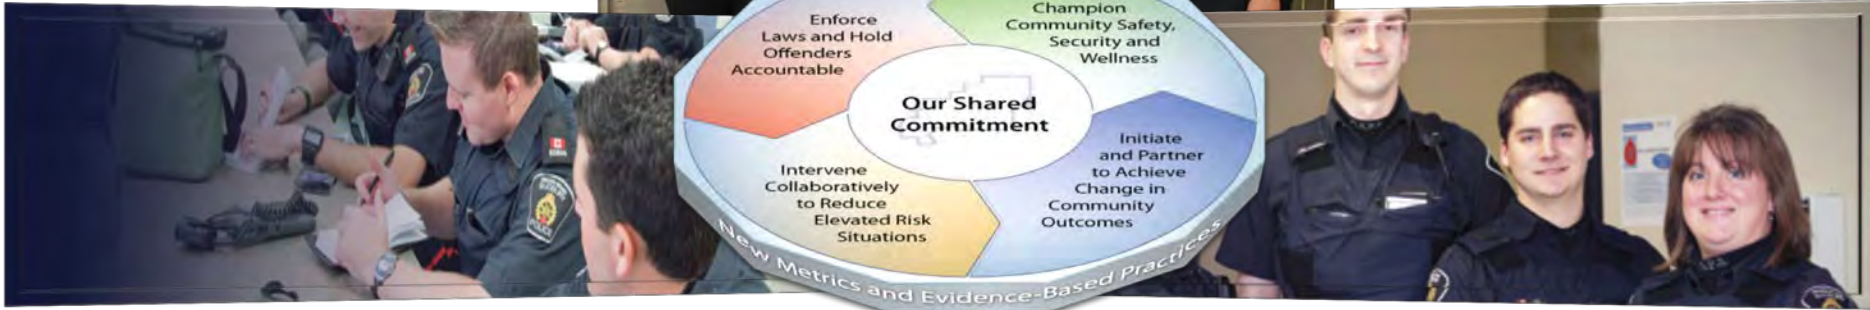 Enforce
Laws and Hold
Offenders
Accountable
Champion
Community Safety,
Security and
Wellness
Our Shared
Commitment
Intervene
Collaboratively
to Reduce
Elevated Risk
Situations
Initiate
and Partner
to Achieve
Change in
Community
Outcomes
New Metrics and Evidence-Based Practices
POLICE